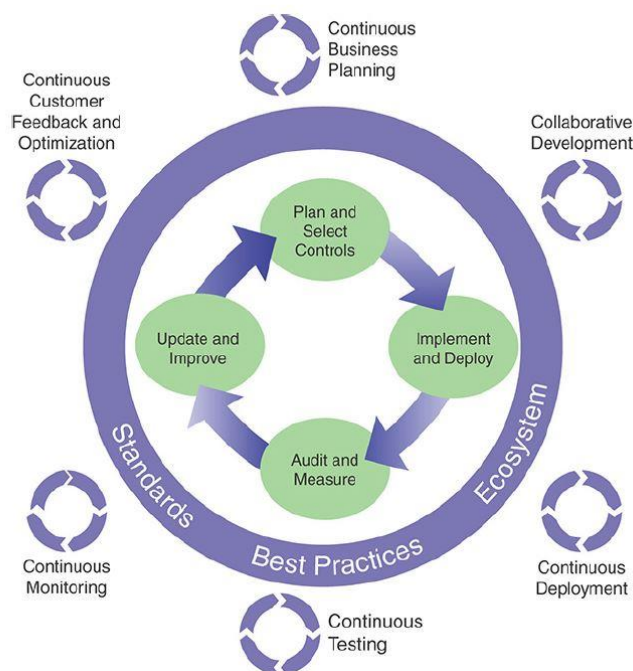 Continuous
Business
Planning
Continuous
Customer
Feedback and
Optimization
Collaborative
Development
Plan and
Select
Controls
Update and
Improve
Implement
and Deploy
Audit and
Measure
Standards
Best Practices
Ecosystem
Continuous
Monitoring
Continuous
Deployment
Continuous
Testing